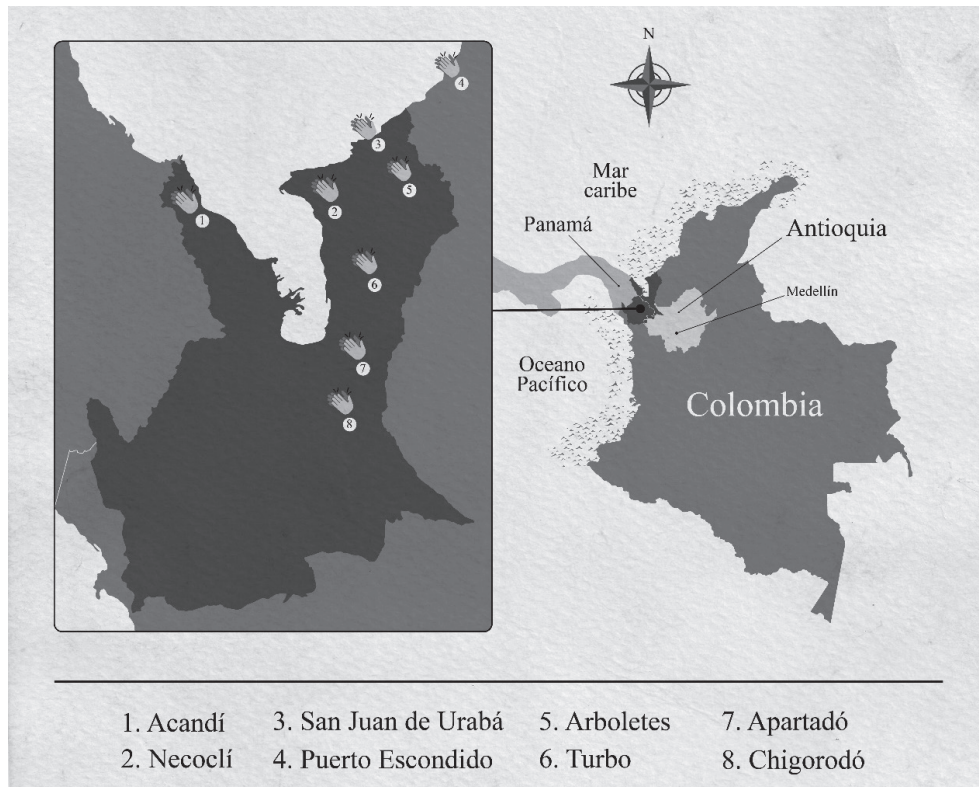 4
3
5
1
2
6
7
8
N
Mar
caribe
Panamá
Antioquia
Medellín
Oceano
Pacífico
Colombia
1. Acandí
2. Necoclí
3. San Juan de Urabá
4. Puerto Escondido
5. Arboletes
6. Turbo
7. Apartadó
8. Chigorodó